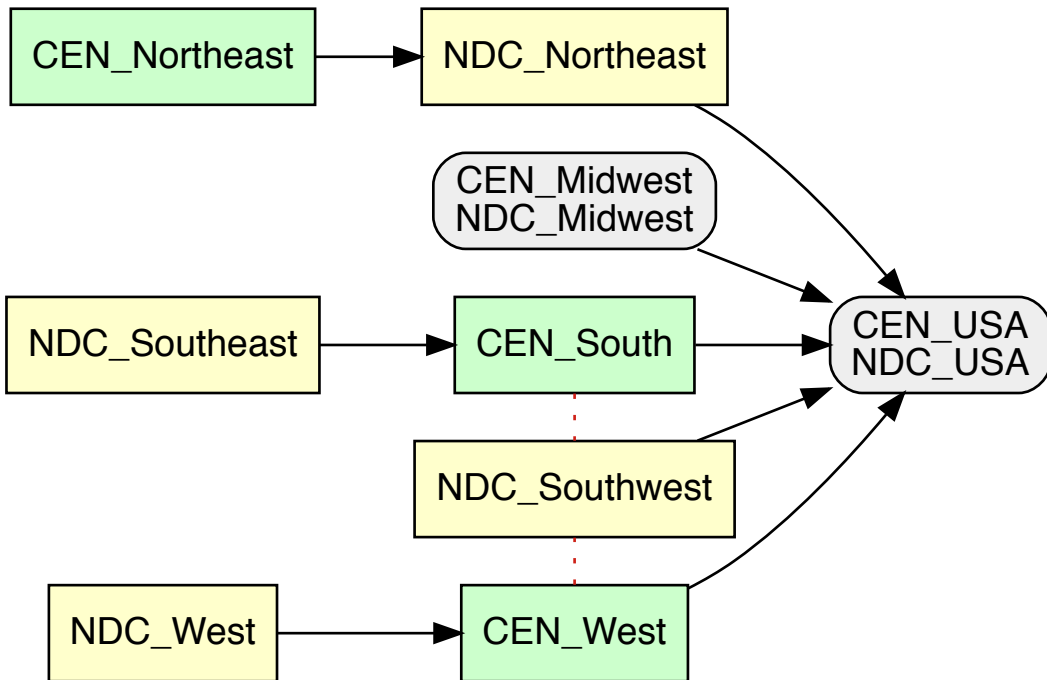 CEN_Northeast
NDC_Northeast
CEN_Midwest
NDC_Midwest
NDC_Southeast
CEN_South
CEN_USA
NDC_USA
NDC_Southwest
NDC_West
CEN_West